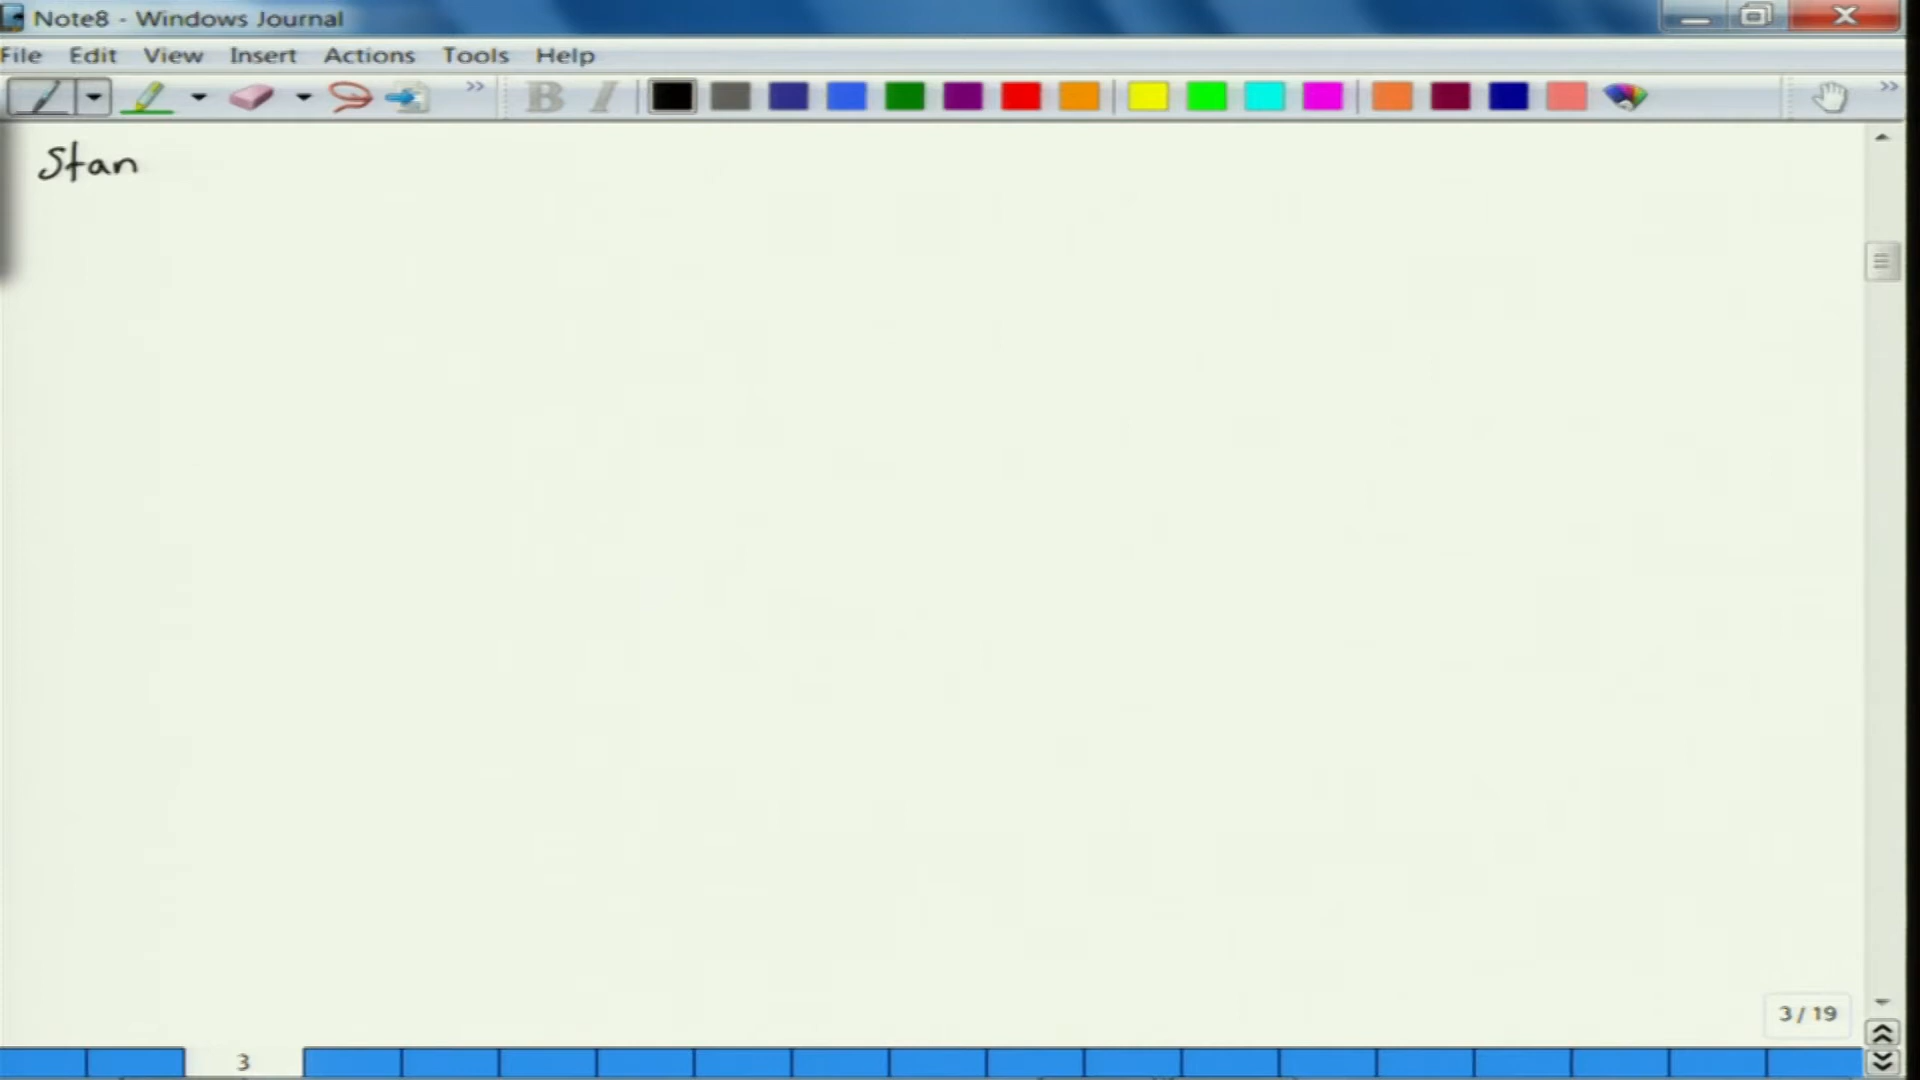 Note8 - Windows Journal
File Edit View Insert Actions Tools Help
B I
Stan
3 / 19
3